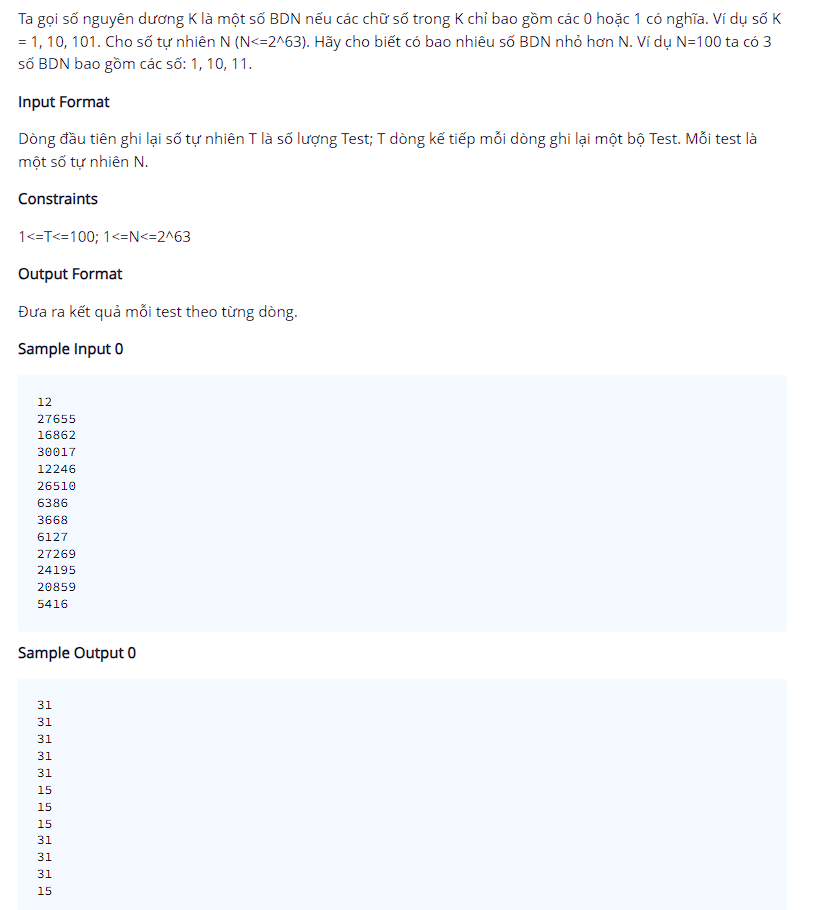 Ta gọi số nguyên dương K là một số BDN nếu các chữ số trong K chỉ bao gồm các 0 hoặc 1 có nghĩa. Ví dụ số K
= 1, 10, 101. Cho số tự nhiên N (N<=2^63). Hãy cho biết có bao nhiêu số BDN nhỏ hơn N. Ví dụ N=100 ta có 3
số BDN bao gồm các số: 1, 10, 11.
Input Format
Dòng đầu tiên ghi lại số tự nhiên T là số lượng Test; T dòng kế tiếp mỗi dòng ghi lại một bộ Test. Mỗi test là
một số tự nhiên N.
Constraints
1<=T<=100; 1<=N<=2^63
Output Format
Đưa ra kết quả mỗi test theo từng dòng.
Sample Input 0
12
27655
16862
30017
12246
26510
6386
3668
6127
27269
24195
20859
5416
Sample Output 0
31
31
31
31
31
15
15
15
31
31
31
15